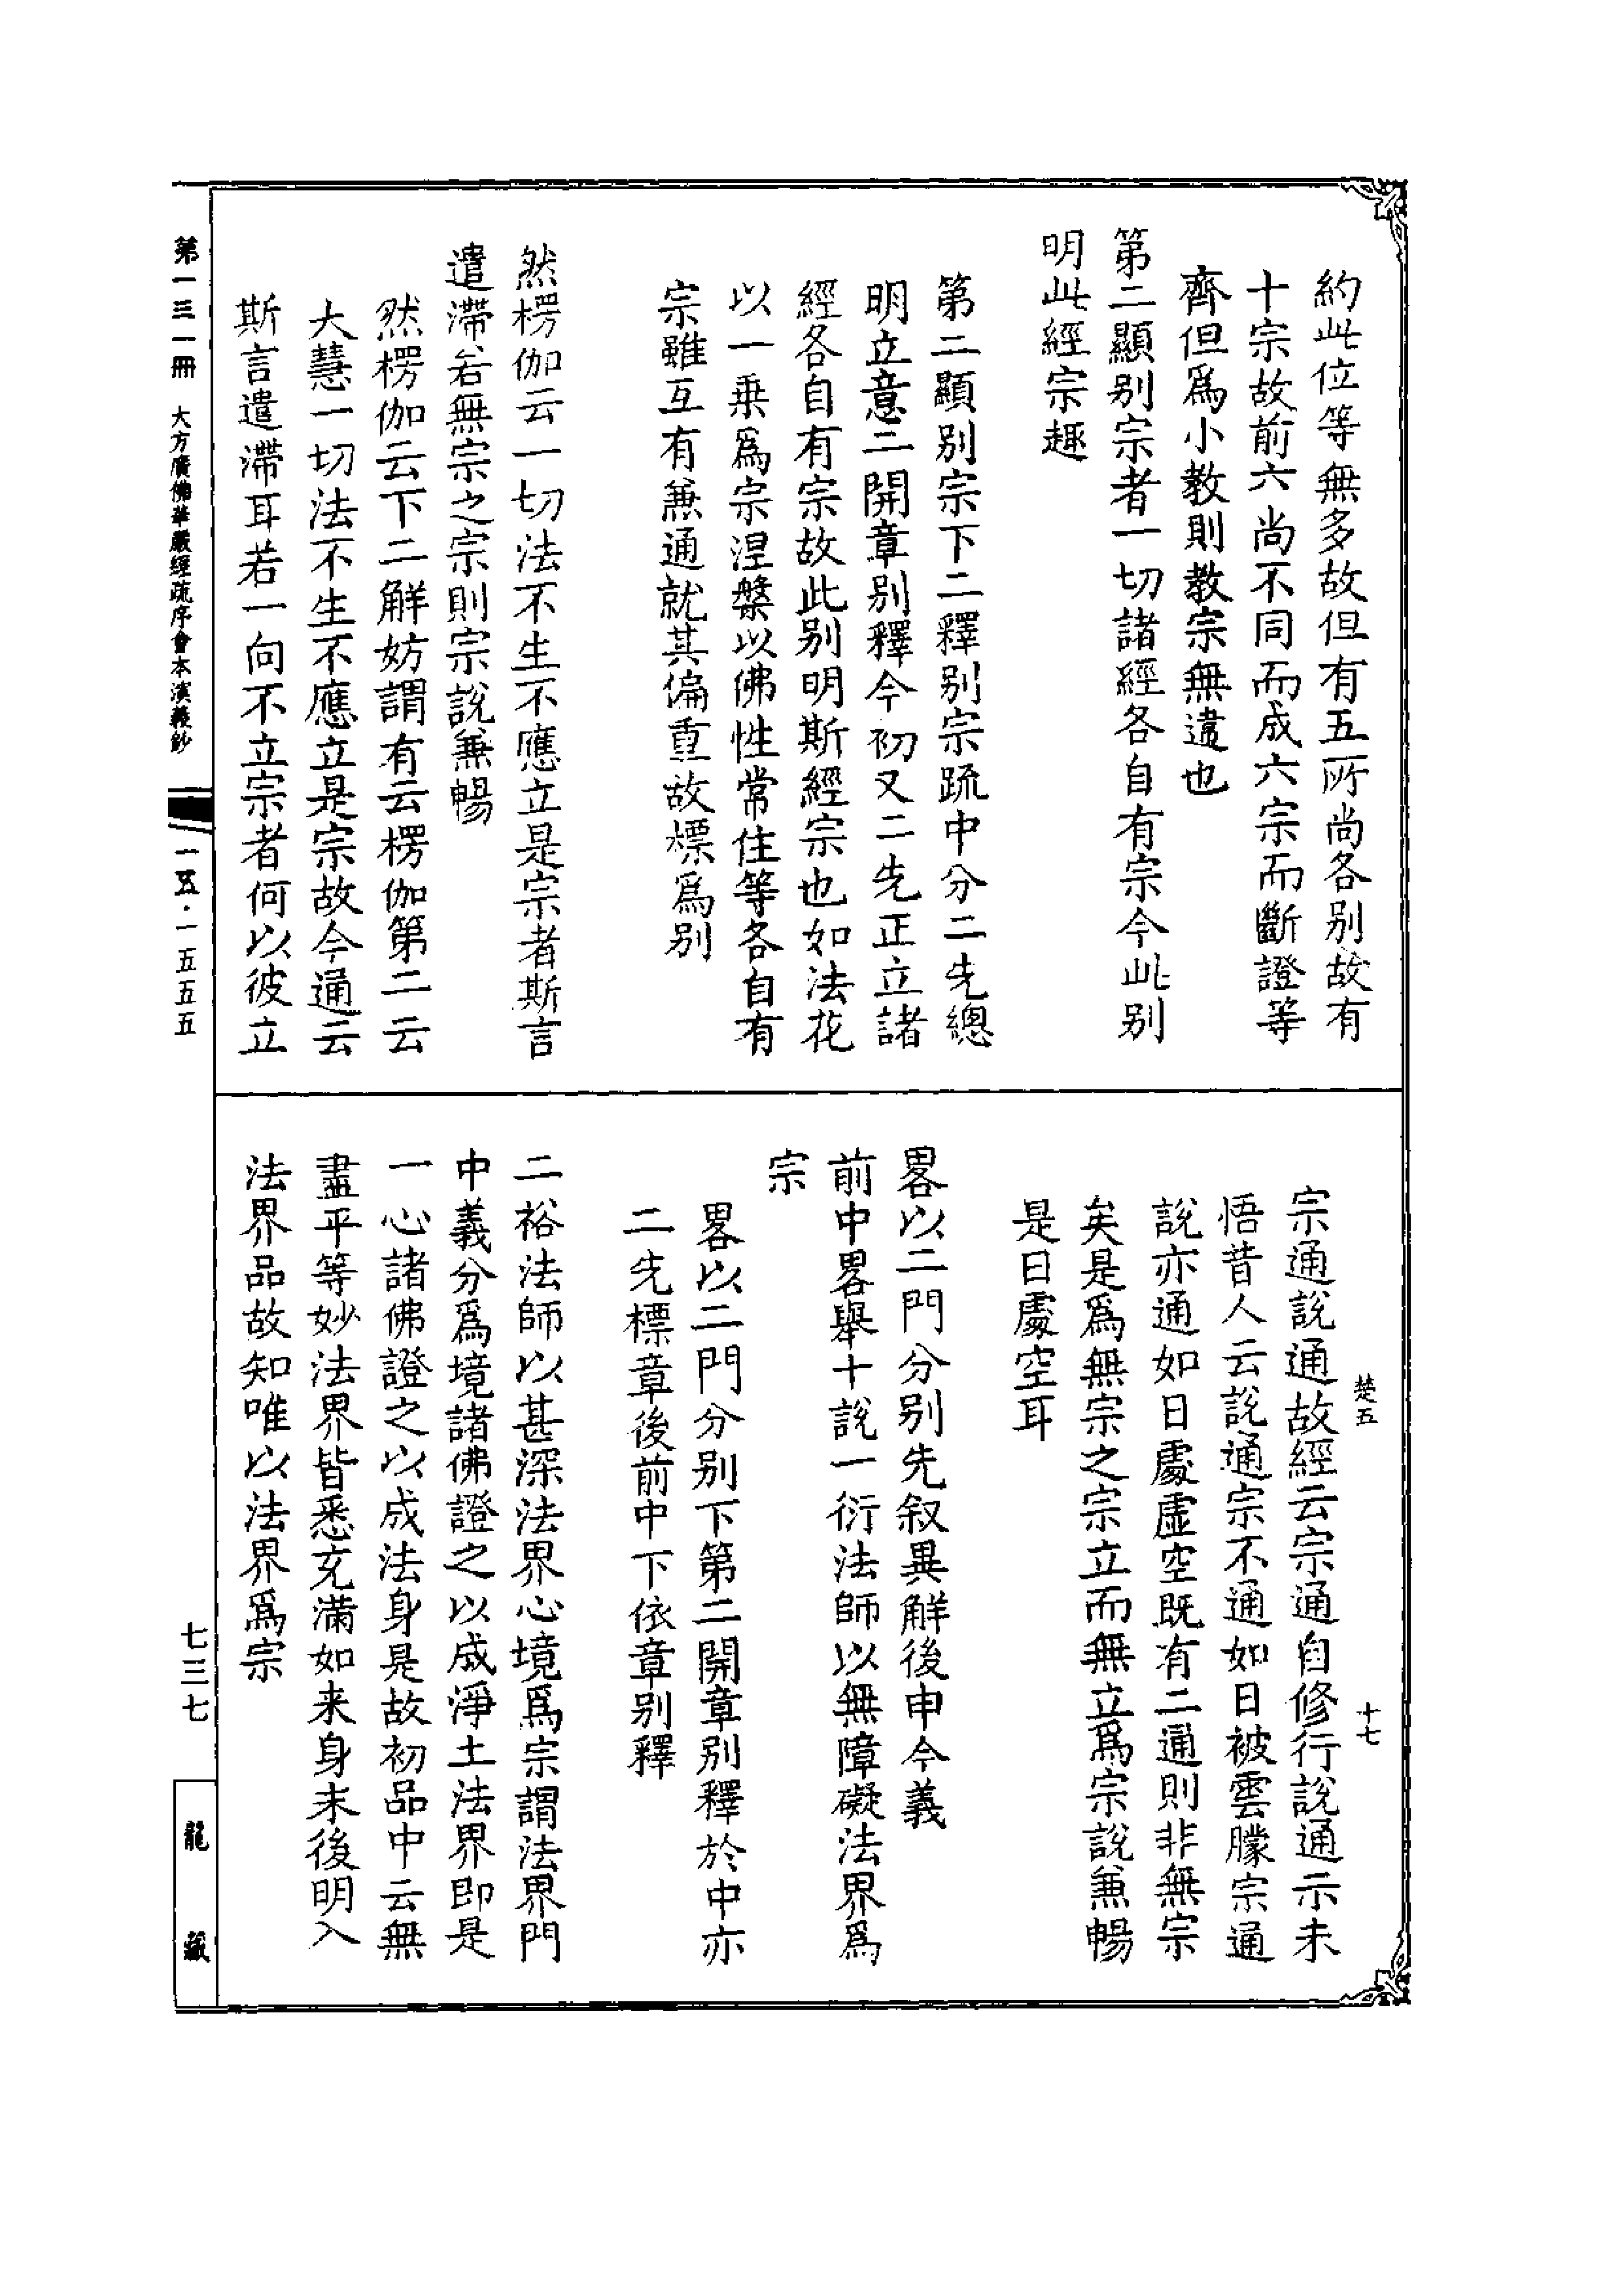 約此位等無多故但有五所尚各别故有
十宗故前六尚不同而成六宗而斷證等
齊但爲小教則教宗無違也
第二顯别宗者一切諸經各自有宗今此别
明此經宗趣
第二顯别宗下二釋别宗疏中分二先總
明立意二開章别釋今初又二先正立諸
經各自有宗故此别明斯經宗也如法花
以一乗爲宗涅槃以佛性常住等各自有
宗雖互有兼通就其偏重故標爲别
然楞伽云一切法不生不應立是宗者斯言
遣滯若無宗之宗則宗說兼暢
然楞伽云下二解妨謂有云楞伽第二云
大慧一切法不生不應立是宗故今通云
斯言遣滯耳若一向不立宗者何以彼立
楚五
十七
宗通說通故經云宗通自修行說通示未
悟昔人云說通宗不通如日被雲朦宗通
說亦通如日處虛空既有二通則非無宗
矣是爲無宗之宗立而無立爲宗說兼暢
是日處空耳
畧以二門分别先叙異解後申今義
前中畧舉十說一衍法師以無障礙法界爲
宗
畧以二門分别下第二開章别釋於中亦
二先標章後前中下依章别釋
二裕法師以甚深法界心境爲宗謂法界門
中義分爲境諸佛證之以成淨土法界即是
一心諸佛證之以成法身是故初品中云無
盡平等妙法界皆悉充滿如来身末後明入
法界品故知唯以法界爲宗
第一三一冊 大方廣佛華嚴經疏序會本演義鈔
一五·一五五五
七三七
龍藏